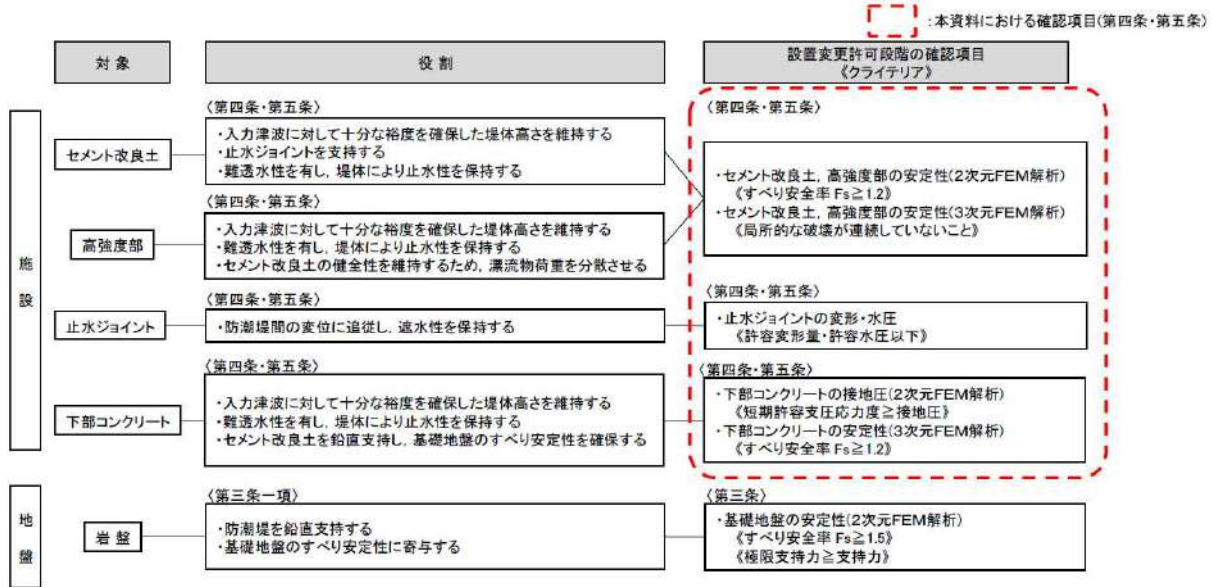 ：本資料における確認項目(第四条・第五条)
対象
役割
設置変更許可段階の確認項目
《クライテリア》
施設
セメント改良土
〈第四条・第五条〉
・入力津波に対して十分な裕度を確保した堤体高さを維持する
・止水ジョイントを支持する
・難透水性を有し，堤体により止水性を保持する
高強度部
〈第四条・第五条〉
・入力津波に対して十分な裕度を確保した堤体高さを維持する
・難透水性を有し，堤体により止水性を保持する
・セメント改良土の健全性を維持するため，漂流物荷重を分散させる
〈第四条・第五条〉
・セメント改良土，高強度部の安定性(2次元FEM解析)
《すべり安全率 Fs≧1.2》
・セメント改良土，高強度部の安定性(3次元FEM解析)
《局所的な破壊が連続していないこと》
止水ジョイント
〈第四条・第五条〉
・防潮堤間の変位に追従し，遮水性を保持する
〈第四条・第五条〉
・止水ジョイントの変形・水圧
《許容変形量・許容水圧以下》
下部コンクリート
〈第四条・第五条〉
・入力津波に対して十分な裕度を確保した堤体高さを維持する
・難透水性を有し，堤体により止水性を保持する
・セメント改良土を鉛直支持し，基礎地盤のすべり安定性を確保する
〈第四条・第五条〉
・下部コンクリートの接地圧(2次元FEM解析)
《短期許容支圧応力度≧接地圧》
・下部コンクリートの安定性(3次元FEM解析)
《すべり安全率 Fs≧1.2》
地盤
岩盤
〈第三条一項〉
・防潮堤を鉛直支持する
・基礎地盤のすべり安定性に寄与する
〈第三条〉
・基礎地盤の安定性(2次元FEM解析)
《すべり安全率 Fs≧1.5》
《極限支持力≧支持力》